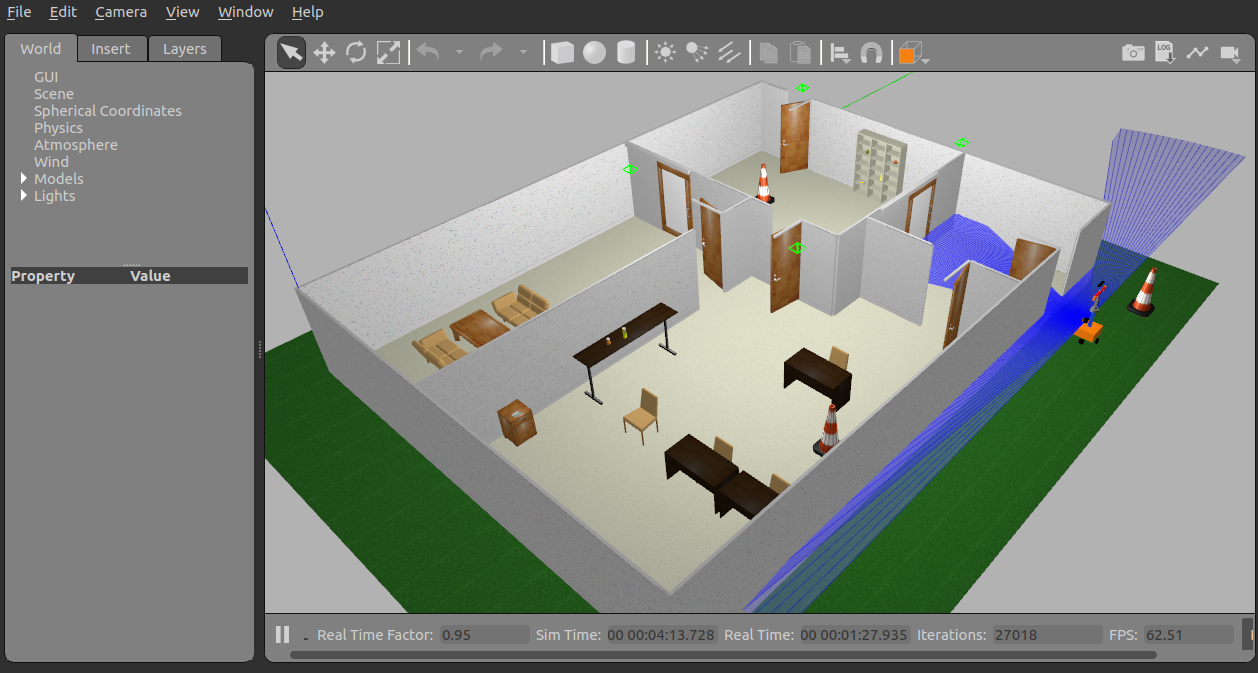 File Edit Camera View Window Help
World Insert Layers
GUI
Scene
Spherical Coordinates
Physics
Atmosphere
Wind
Models
Lights
Property Value
LOG
Real Time Factor: 0.95 Sim Time: 00 00:04:13.728 Real Time: 00 00:01:27.935 Iterations: 27018 FPS: 62.51